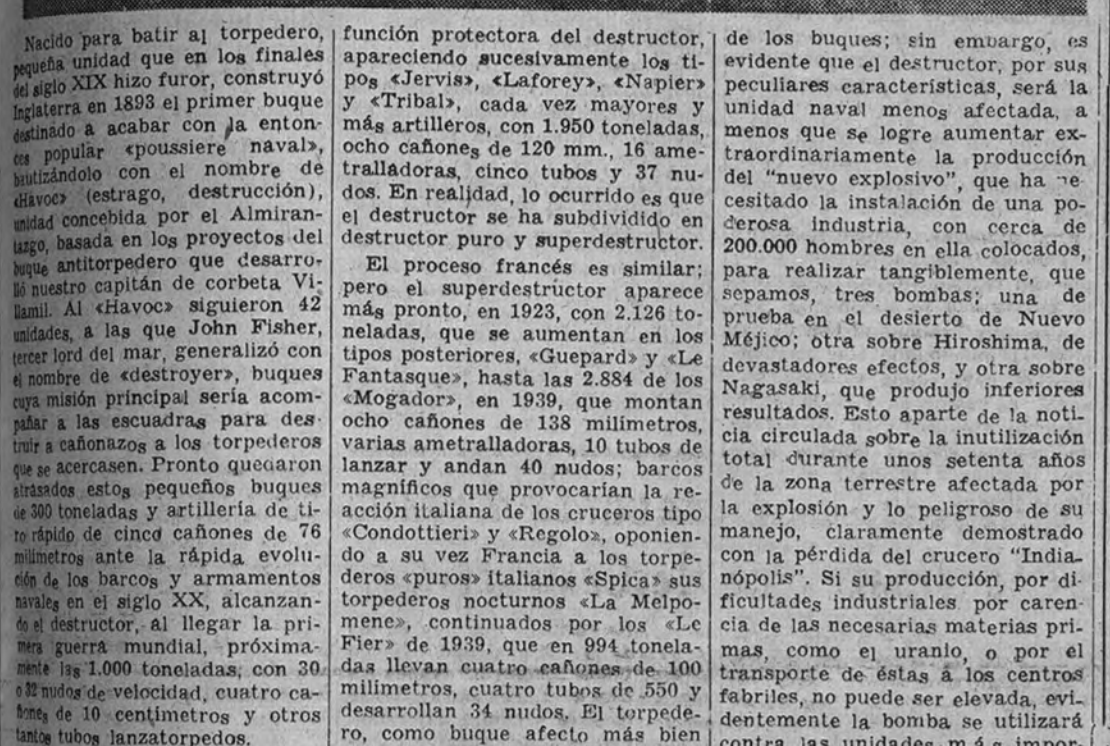 Nacido para batir al torpedero,
pequeña unidad que en los finales
del siglo XIX hizo furor, construyó
Inglaterra en 1893 el primer buque
destinado a acabar con la enton-
ces popular «poussiere naval»,
bautizándolo con el nombre de
«Havoc» (estrago, destrucción),
unidad concebida por el Almiran-
tazgo, basada en los proyectos del
buque antitorpedero que desarro-
lló nuestro capitán de corbeta Vi-
llamil. Al «Havoc» siguieron 42
unidades, a las que John Fisher,
tercer lord del mar, generalizó con
el nombre de «destroyer», buques
cuya misión principal sería acom-
pañar a las escuadras para des-
truir a cañonazos a los torpederos
que se acercasen. Pronto quedaron
atrasados estos pequeños buques
de 300 toneladas y artillería de ti-
ro rápido de cinco cañones de 76
milímetros ante la rápida evolu-
ción de los barcos y armamentos
navales en el siglo XX, alcanzan-
do el destructor, al llegar la pri-
mera guerra mundial, próxima-
mente las 1.000 toneladas, con 30
o 32 nudos de velocidad, cuatro ca-
ñones de 10 centímetros y otros
tantos tubos lanzatorpedos.
función protectora del destructor,
apareciendo sucesivamente los ti-
pos «Jervis», «Laforey», «Napier»
y «Tribal», cada vez mayores y
más artilleros, con 1.950 toneladas,
ocho cañones de 120 mm., 16 ame-
tralladoras, cinco tubos y 37 nu-
dos. En realidad, lo ocurrido es que
el destructor se ha subdividido en
destructor puro y superdestructor.
El proceso francés es similar;
pero el superdestructor aparece
más pronto, en 1923, con 2.126 to-
neladas, que se aumentan en los
tipos posteriores, «Guepard» y «Le
Fantasque», hasta las 2.884 de los
«Mogador», en 1939, que montan
ocho cañones de 138 milímetros,
varias ametralladoras, 10 tubos de
lanzar y andan 40 nudos; barcos
magníficos que provocarían la re-
acción italiana de los cruceros tipo
«Condottieri» y «Regolo», oponien-
do a su vez Francia a los torpe-
deros «puros» italianos «Spica» sus
torpederos nocturnos «La Melpo-
mene», continuados por los «Le
Fier» de 1939, que en 994 tonela-
das llevan cuatro cañones de 100
milímetros, cuatro tubos de 550 y
desarrollan 34 nudos. El torpede-
ro, como buque afecto más bien
de los buques; sin embargo, es
evidente que el destructor, por sus
peculiares características, será la
unidad naval menos afectada, a
menos que se logre aumentar ex-
traordinariamente la producción
del "nuevo explosivo", que ha ne-
cesitado la instalación de una po-
derosa industria, con cerca de
200.000 hombres en ella colocados,
para realizar tangiblemente, que
sepamos, tres bombas; una de
prueba en el desierto de Nuevo
Méjico; otra sobre Hiroshima, de
devastadores efectos, y otra sobre
Nagasaki, que produjo inferiores
resultados. Esto aparte de la noti-
cia circulada sobre la inutilización
total durante unos setenta años
de la zona terrestre afectada por
la explosión y lo peligroso de su
manejo, claramente demostrado
con la pérdida del crucero "India-
nópolis". Si su producción, por di-
ficultades industriales por caren-
cia de las necesarias materias pri-
mas, como el uranio, o por el
transporte de éstas á los centros
fabriles, no puede ser elevada, evi-
dentemente la bomba se utilizará
contra las unidades más impor-